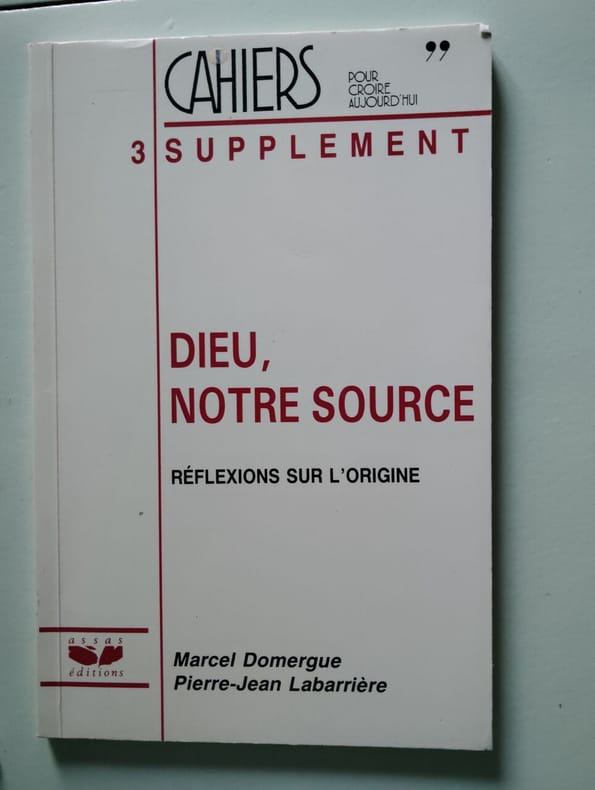 CAHIERS
POUR
CROIRE
AUJOURD'HUI
”
3 SUPPLEMENT
DIEU,
NOTRE SOURCE
RÉFLEXIONS SUR L'ORIGINE
assas
éditions
Marcel Domergue
Pierre-Jean Labarrière